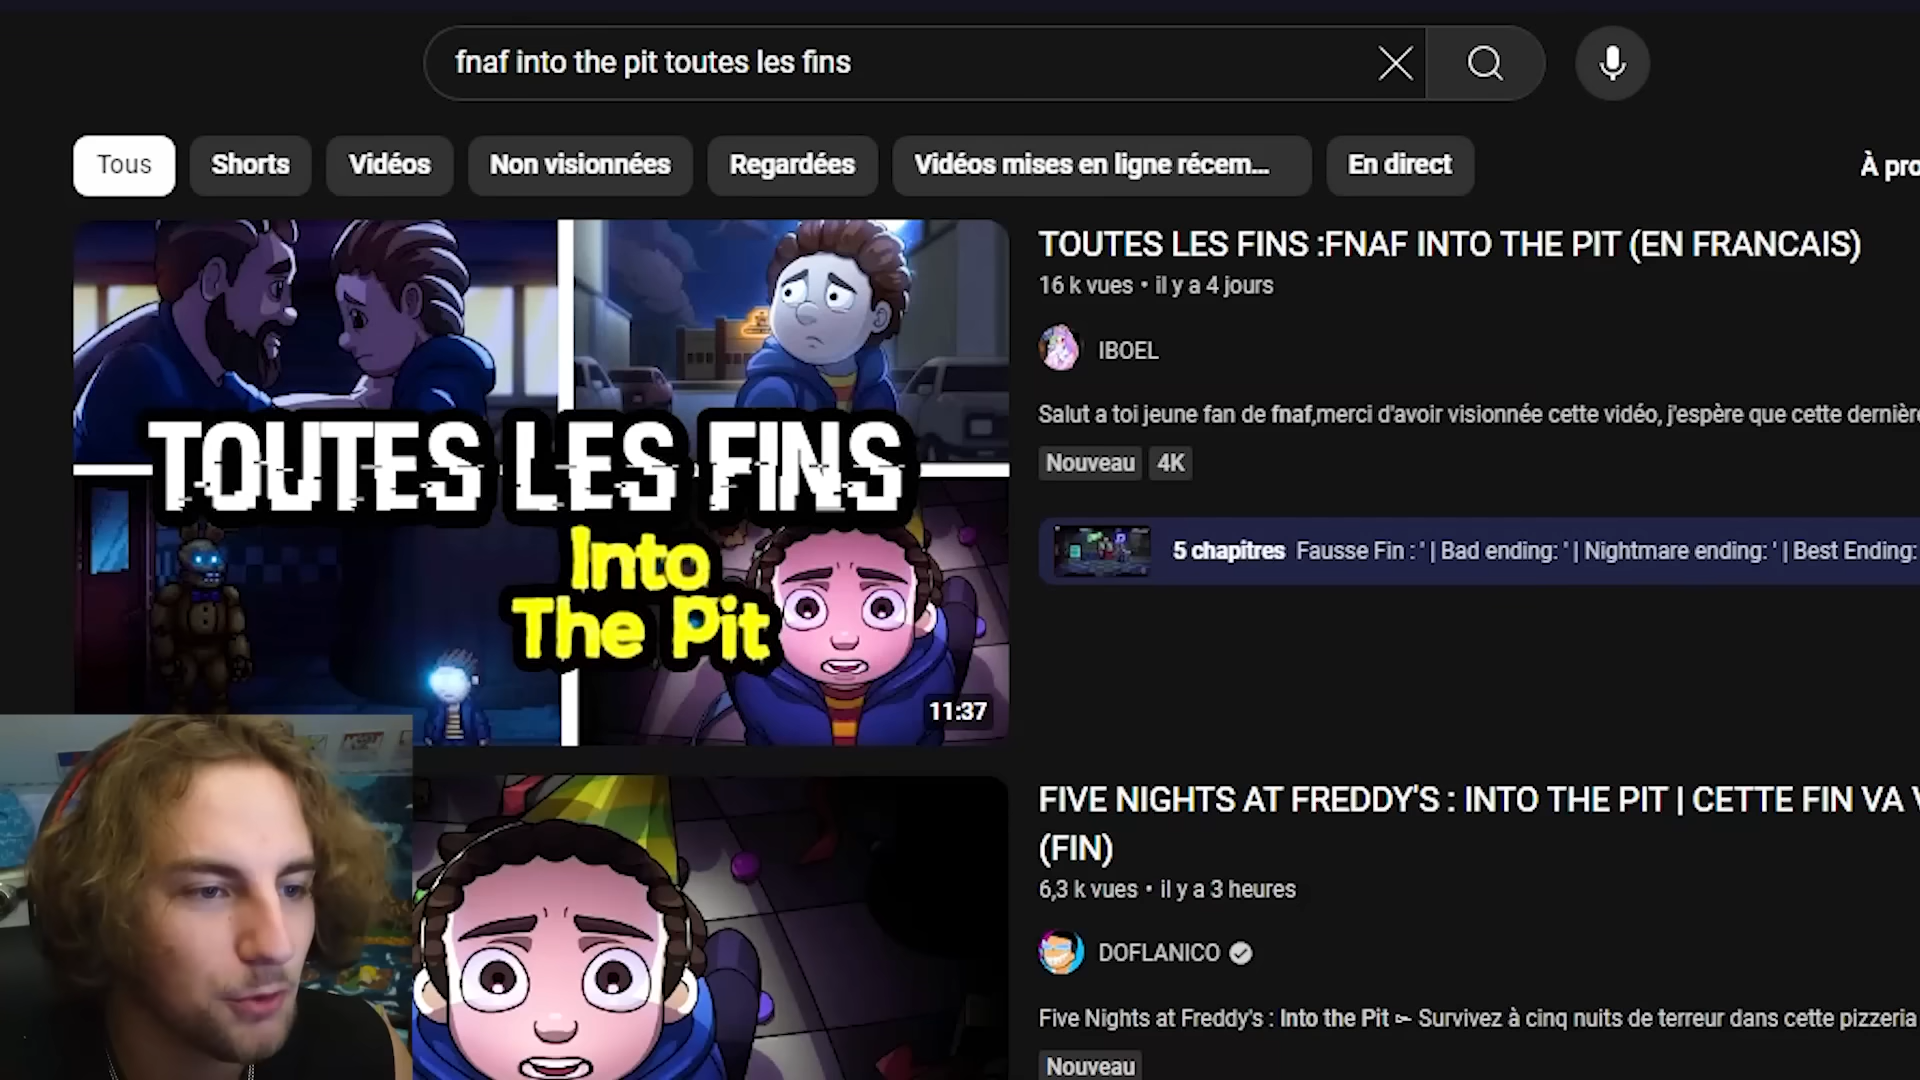 fnaf into the pit toutes les fins
Tous
Shorts
Vidéos
Non visionnées
Regardées
Vidéos mises en ligne récem...
En direct
À pro
TOUTES LES FINS
Into
The Pit
11:37
TOUTES LES FINS :FNAF INTO THE PIT (EN FRANCAIS)
16 k vues • il y a 4 jours
IBOEL
Salut a toi jeune fan de fnaf,merci d'avoir visionnée cette vidéo, j'espère que cette dernière
Nouveau
4K
5 chapitres Fausse Fin : ' | Bad ending: ' | Nightmare ending: ' | Best Ending:
FIVE NIGHTS AT FREDDY'S : INTO THE PIT | CETTE FIN VA
(FIN)
6,3 k vues • il y a 3 heures
DOFLANICO
Five Nights at Freddy's : Into the Pit ➣ Survivez à cinq nuits de terreur dans cette pizzeria
Nouveau